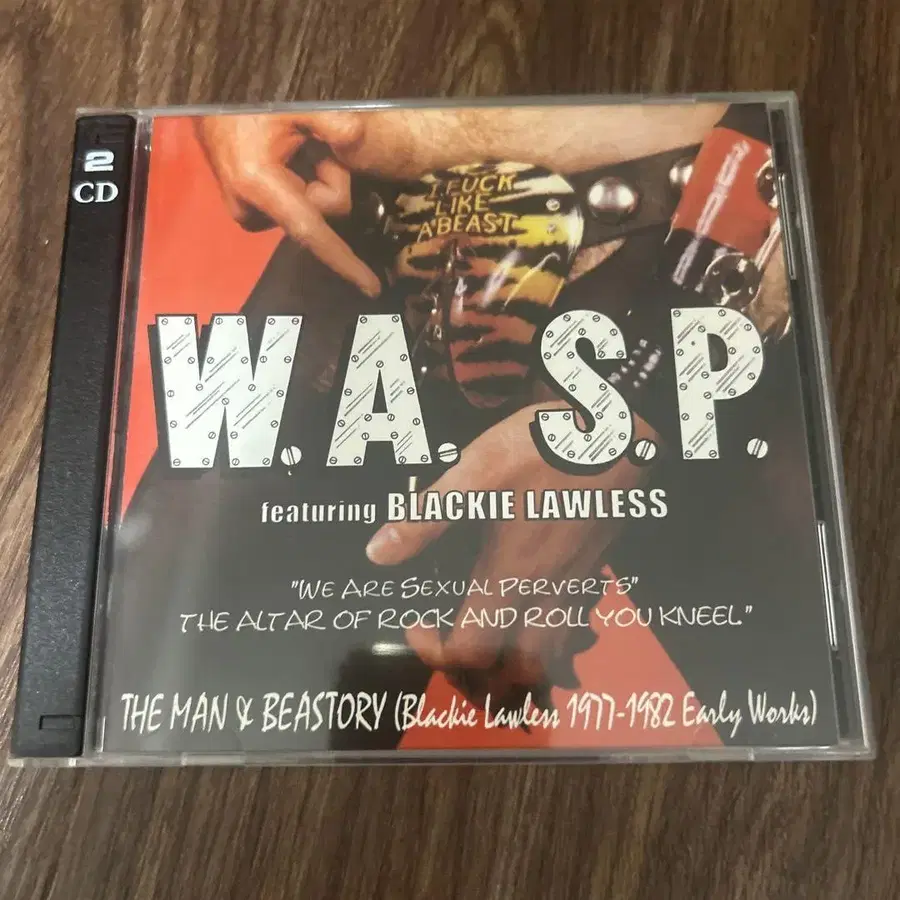 2
CD
I FUCK
LIKE
A BEAST
W.A. S.P.
featuring BLACKIE LAWLESS
"WE ARE SEXUAL PERVERTS"
THE ALTAR OF ROCK AND ROLL YOU KNEEL"
THE MAN & BEASTORY (Blackie Lawless 1977-1982 Early Works)